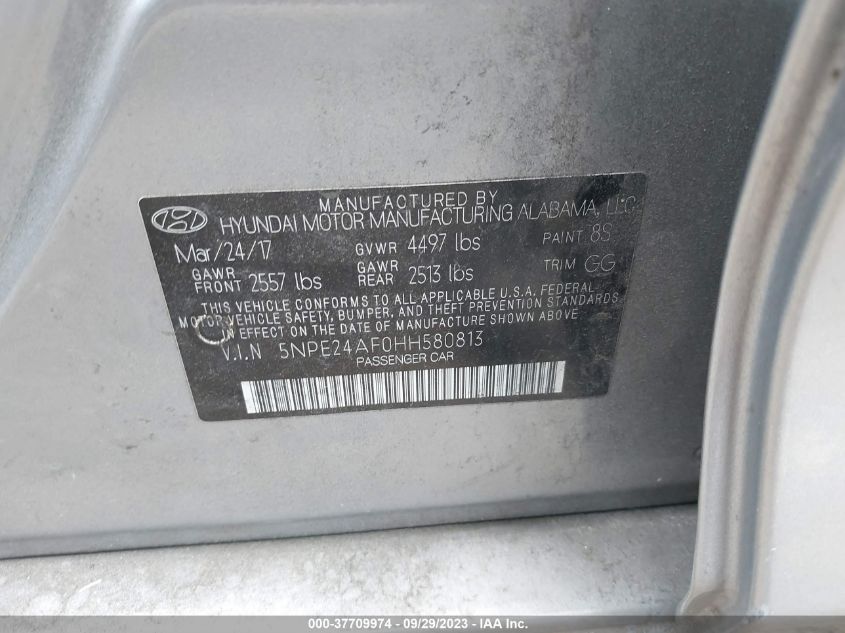 MANUFACTURED BY
HYUNDAI MOTOR MANUFACTURING ALABAMA, LLC
Mar/24/17 GVWR 4497 lbs PAINT 8S
GAWR FRONT 2557 lbs GAWR REAR 2513 lbs TRIM GG
THIS VEHICLE CONFORMS TO ALL APPLICABLE U.S.A. FEDERAL
MOTOR VEHICLE SAFETY, BUMPER, AND THEFT PREVENTION STANDARDS
IN EFFECT ON THE DATE OF MANUFACTURE SHOWN ABOVE.
V.I.N 5NPE24AF0HH580813
PASSENGER CAR
000-37709974 / 09/29/2023 - IAA Inc.